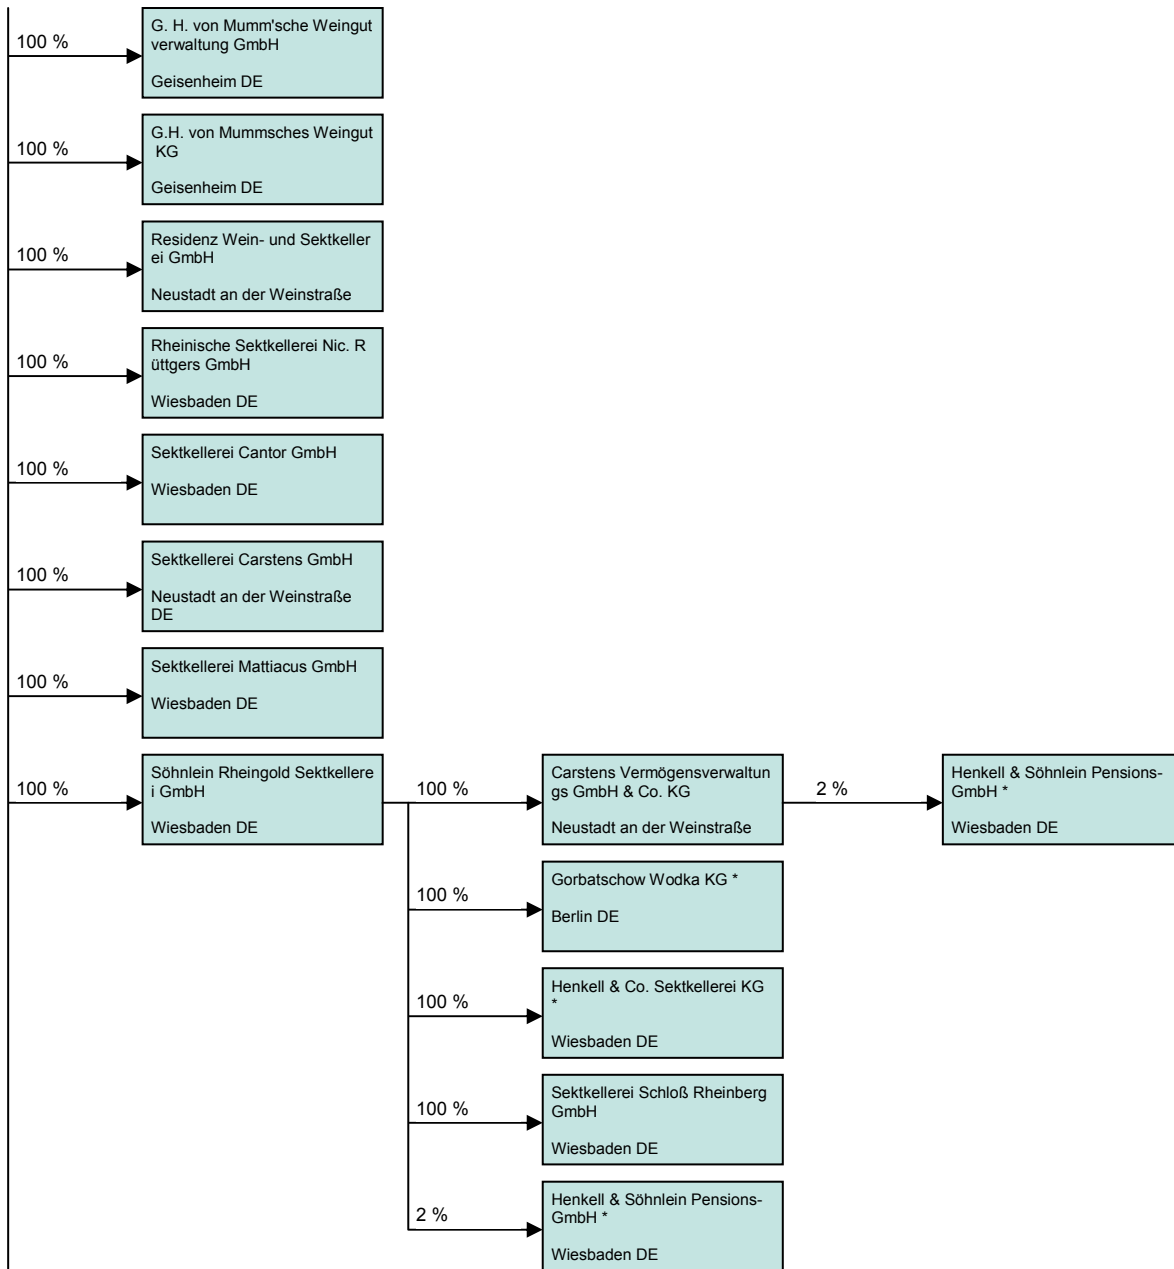 100 %
G. H. von Mumm'sche Weingut
verwaltung GmbH
Geisenheim DE
100 %
G.H. von Mummsches Weingut
KG
Geisenheim DE
100 %
Residenz Wein- und Sektkeller
ei GmbH
Neustadt an der Weinstraße
100 %
Rheinische Sektkellerei Nic. R
üttgers GmbH
Wiesbaden DE
100 %
Sektkellerei Cantor GmbH
Wiesbaden DE
100 %
Sektkellerei Carstens GmbH
Neustadt an der Weinstraße
DE
100 %
Sektkellerei Mattiacus GmbH
Wiesbaden DE
100 %
Söhnlein Rheingold Sektkellere
i GmbH
Wiesbaden DE
100 %
Carstens Vermögensverwaltun
gs GmbH & Co. KG
Neustadt an der Weinstraße
2 %
Henkell & Söhnlein Pensions-
GmbH *
Wiesbaden DE
100 %
Gorbatschow Wodka KG *
Berlin DE
100 %
Henkell & Co. Sektkellerei KG
*
Wiesbaden DE
100 %
Sektkellerei Schloß Rheinberg
GmbH
Wiesbaden DE
2 %
Henkell & Söhnlein Pensions-
GmbH *
Wiesbaden DE